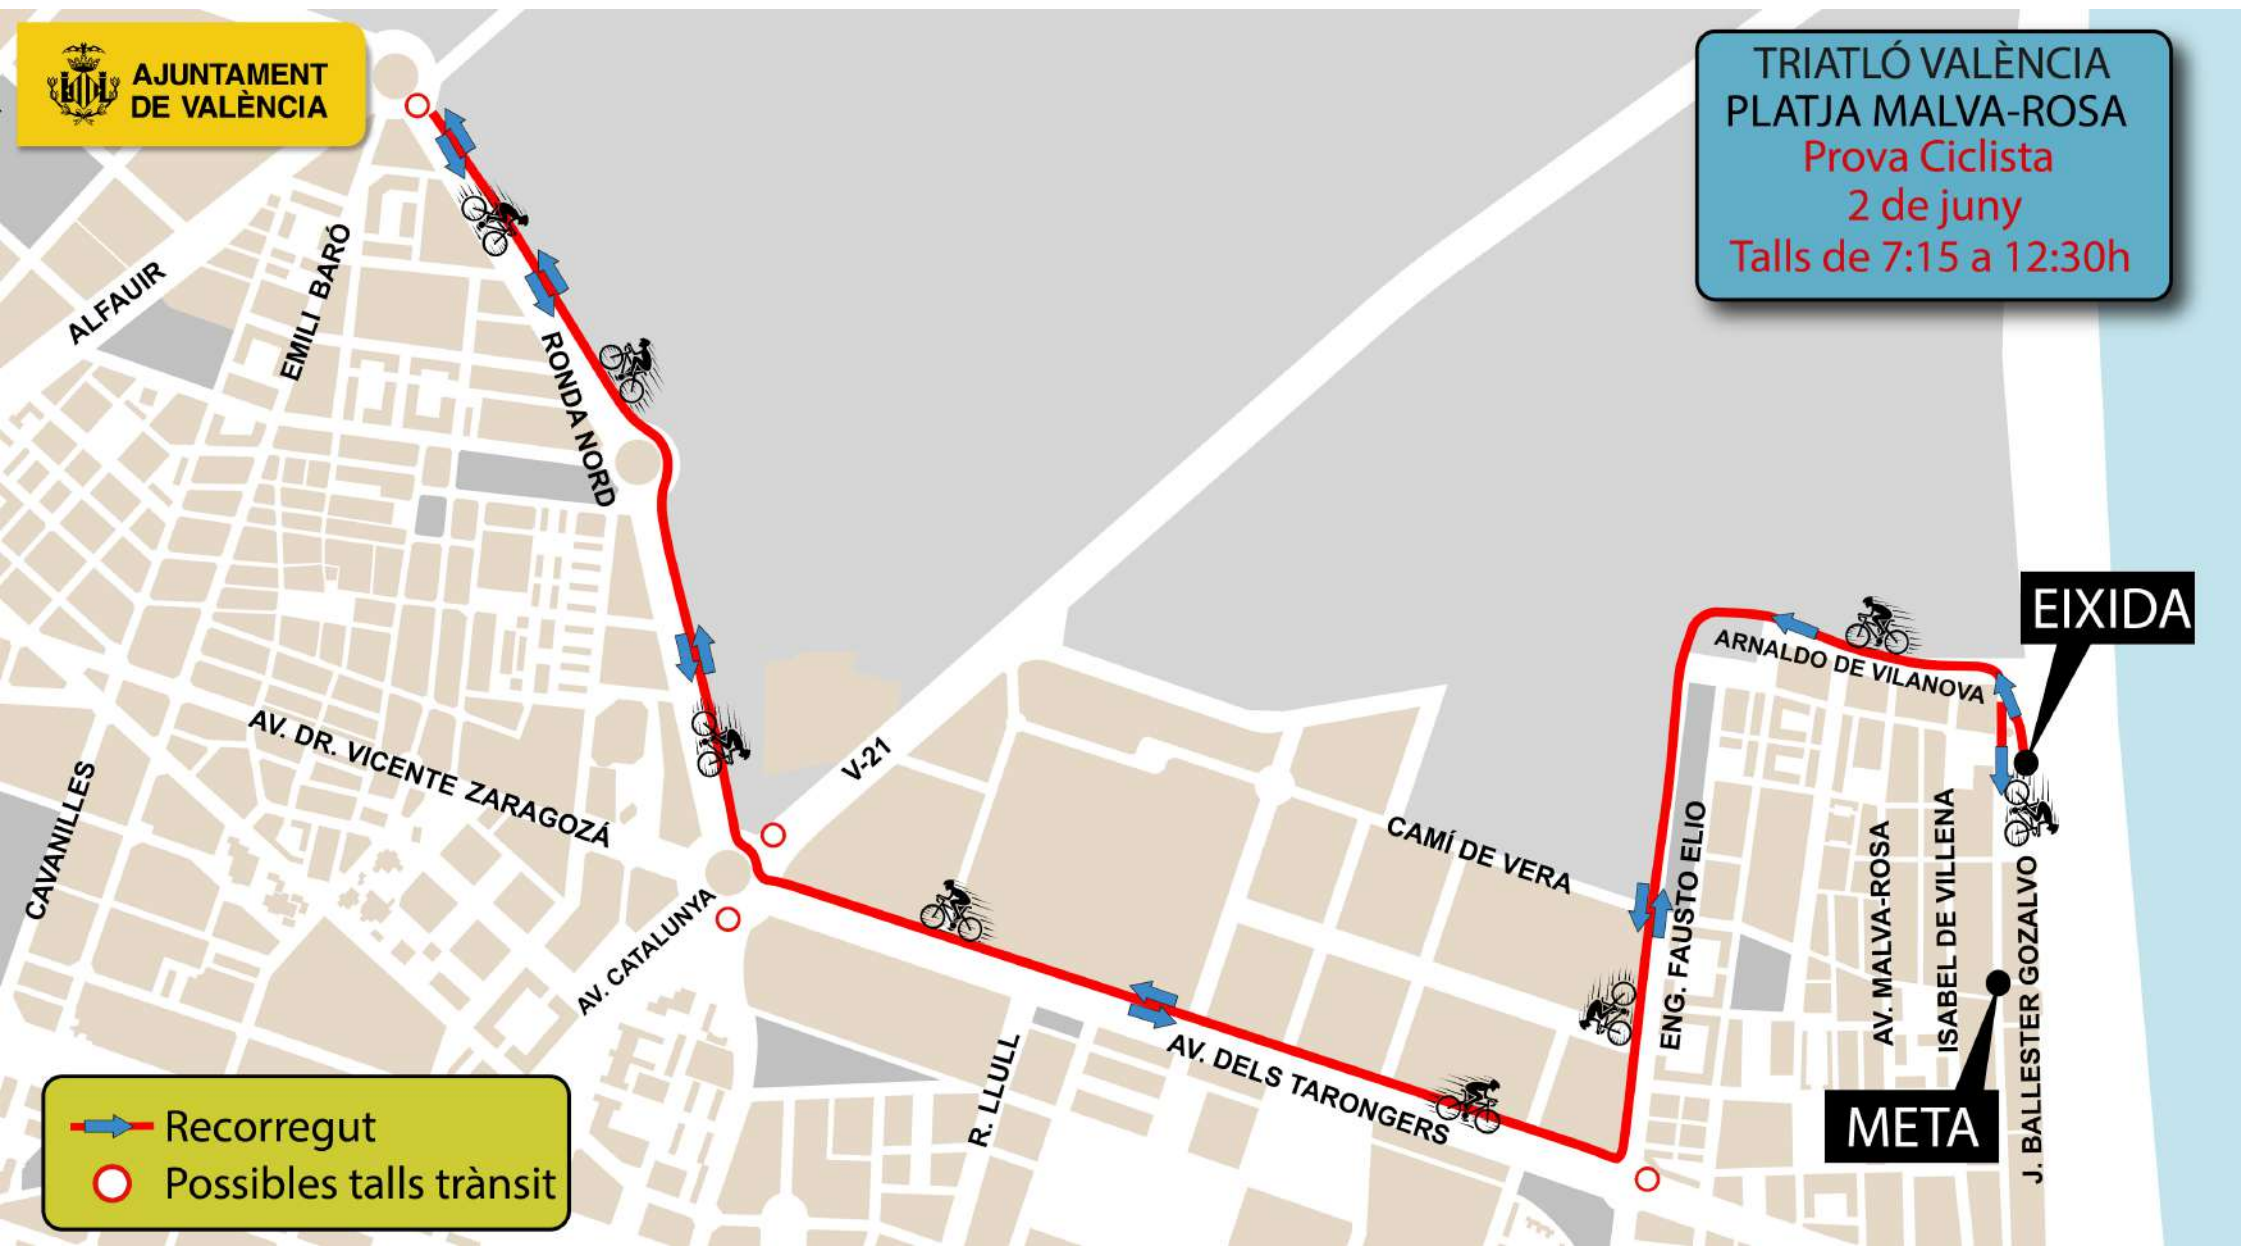 AJUNTAMENT
DE VALÈNCIA
TRIATLÓ VALÈNCIA
PLATJA MALVA-ROSA
Prova Ciclista
2 de juny
Talls de 7:15 a 12:30h
ALFAUIR
EMILI BARÓ
RONDA NORD
EIXIDA
ARNALDO DE VILANOVA
AV. DR. VICENTE ZARAGOZÁ
V-21
CAVANILLES
CAMÍ DE VERA
AV. CATALUNYA
ENG. FAUSTO ELIO
AV. MALVA-ROSA
ISABEL DE VILLENA
J. BALLESTER GOZALVO
R. LLULL
AV. DELS TARONGERS
META
Recorregut
Possibles talls trànsit